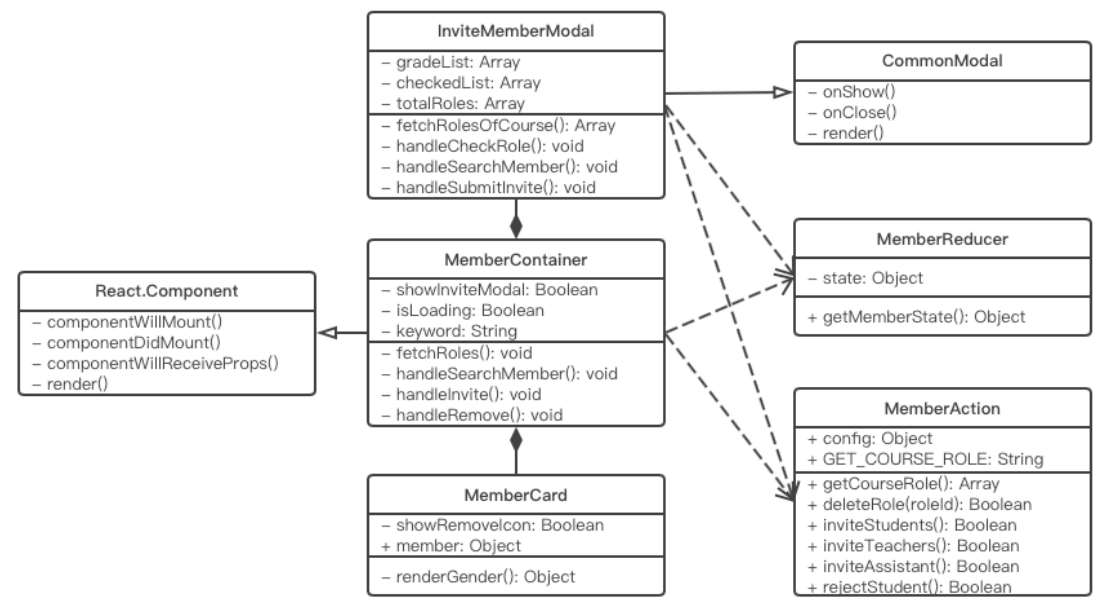 InviteMemberModal
– gradeList: Array
– checkedList: Array
– totalRoles: Array
– fetchRolesOfCourse(): Array
– handleCheckRole(): void
– handleSearchMember(): void
– handleSubmitInvite(): void
CommonModal
– onShow()
– onClose()
– render()
MemberContainer
– showInviteModal: Boolean
– isLoading: Boolean
– keyword: String
– fetchRoles(): void
– handleSearchMember(): void
– handleInvite(): void
– handleRemove(): void
MemberReducer
– state: Object
+ getMemberState(): Object
React.Component
– componentWillMount()
– componentDidMount()
– componentWillReceiveProps()
– render()
MemberAction
+ config: Object
+ GET_COURSE_ROLE: String
+ getCourseRole(): Array
+ deleteRole(roleId): Boolean
+ inviteStudents(): Boolean
+ inviteTeachers(): Boolean
+ inviteAssistant(): Boolean
+ rejectStudent(): Boolean
MemberCard
– showRemoveIcon: Boolean
+ member: Object
– renderGender(): Object